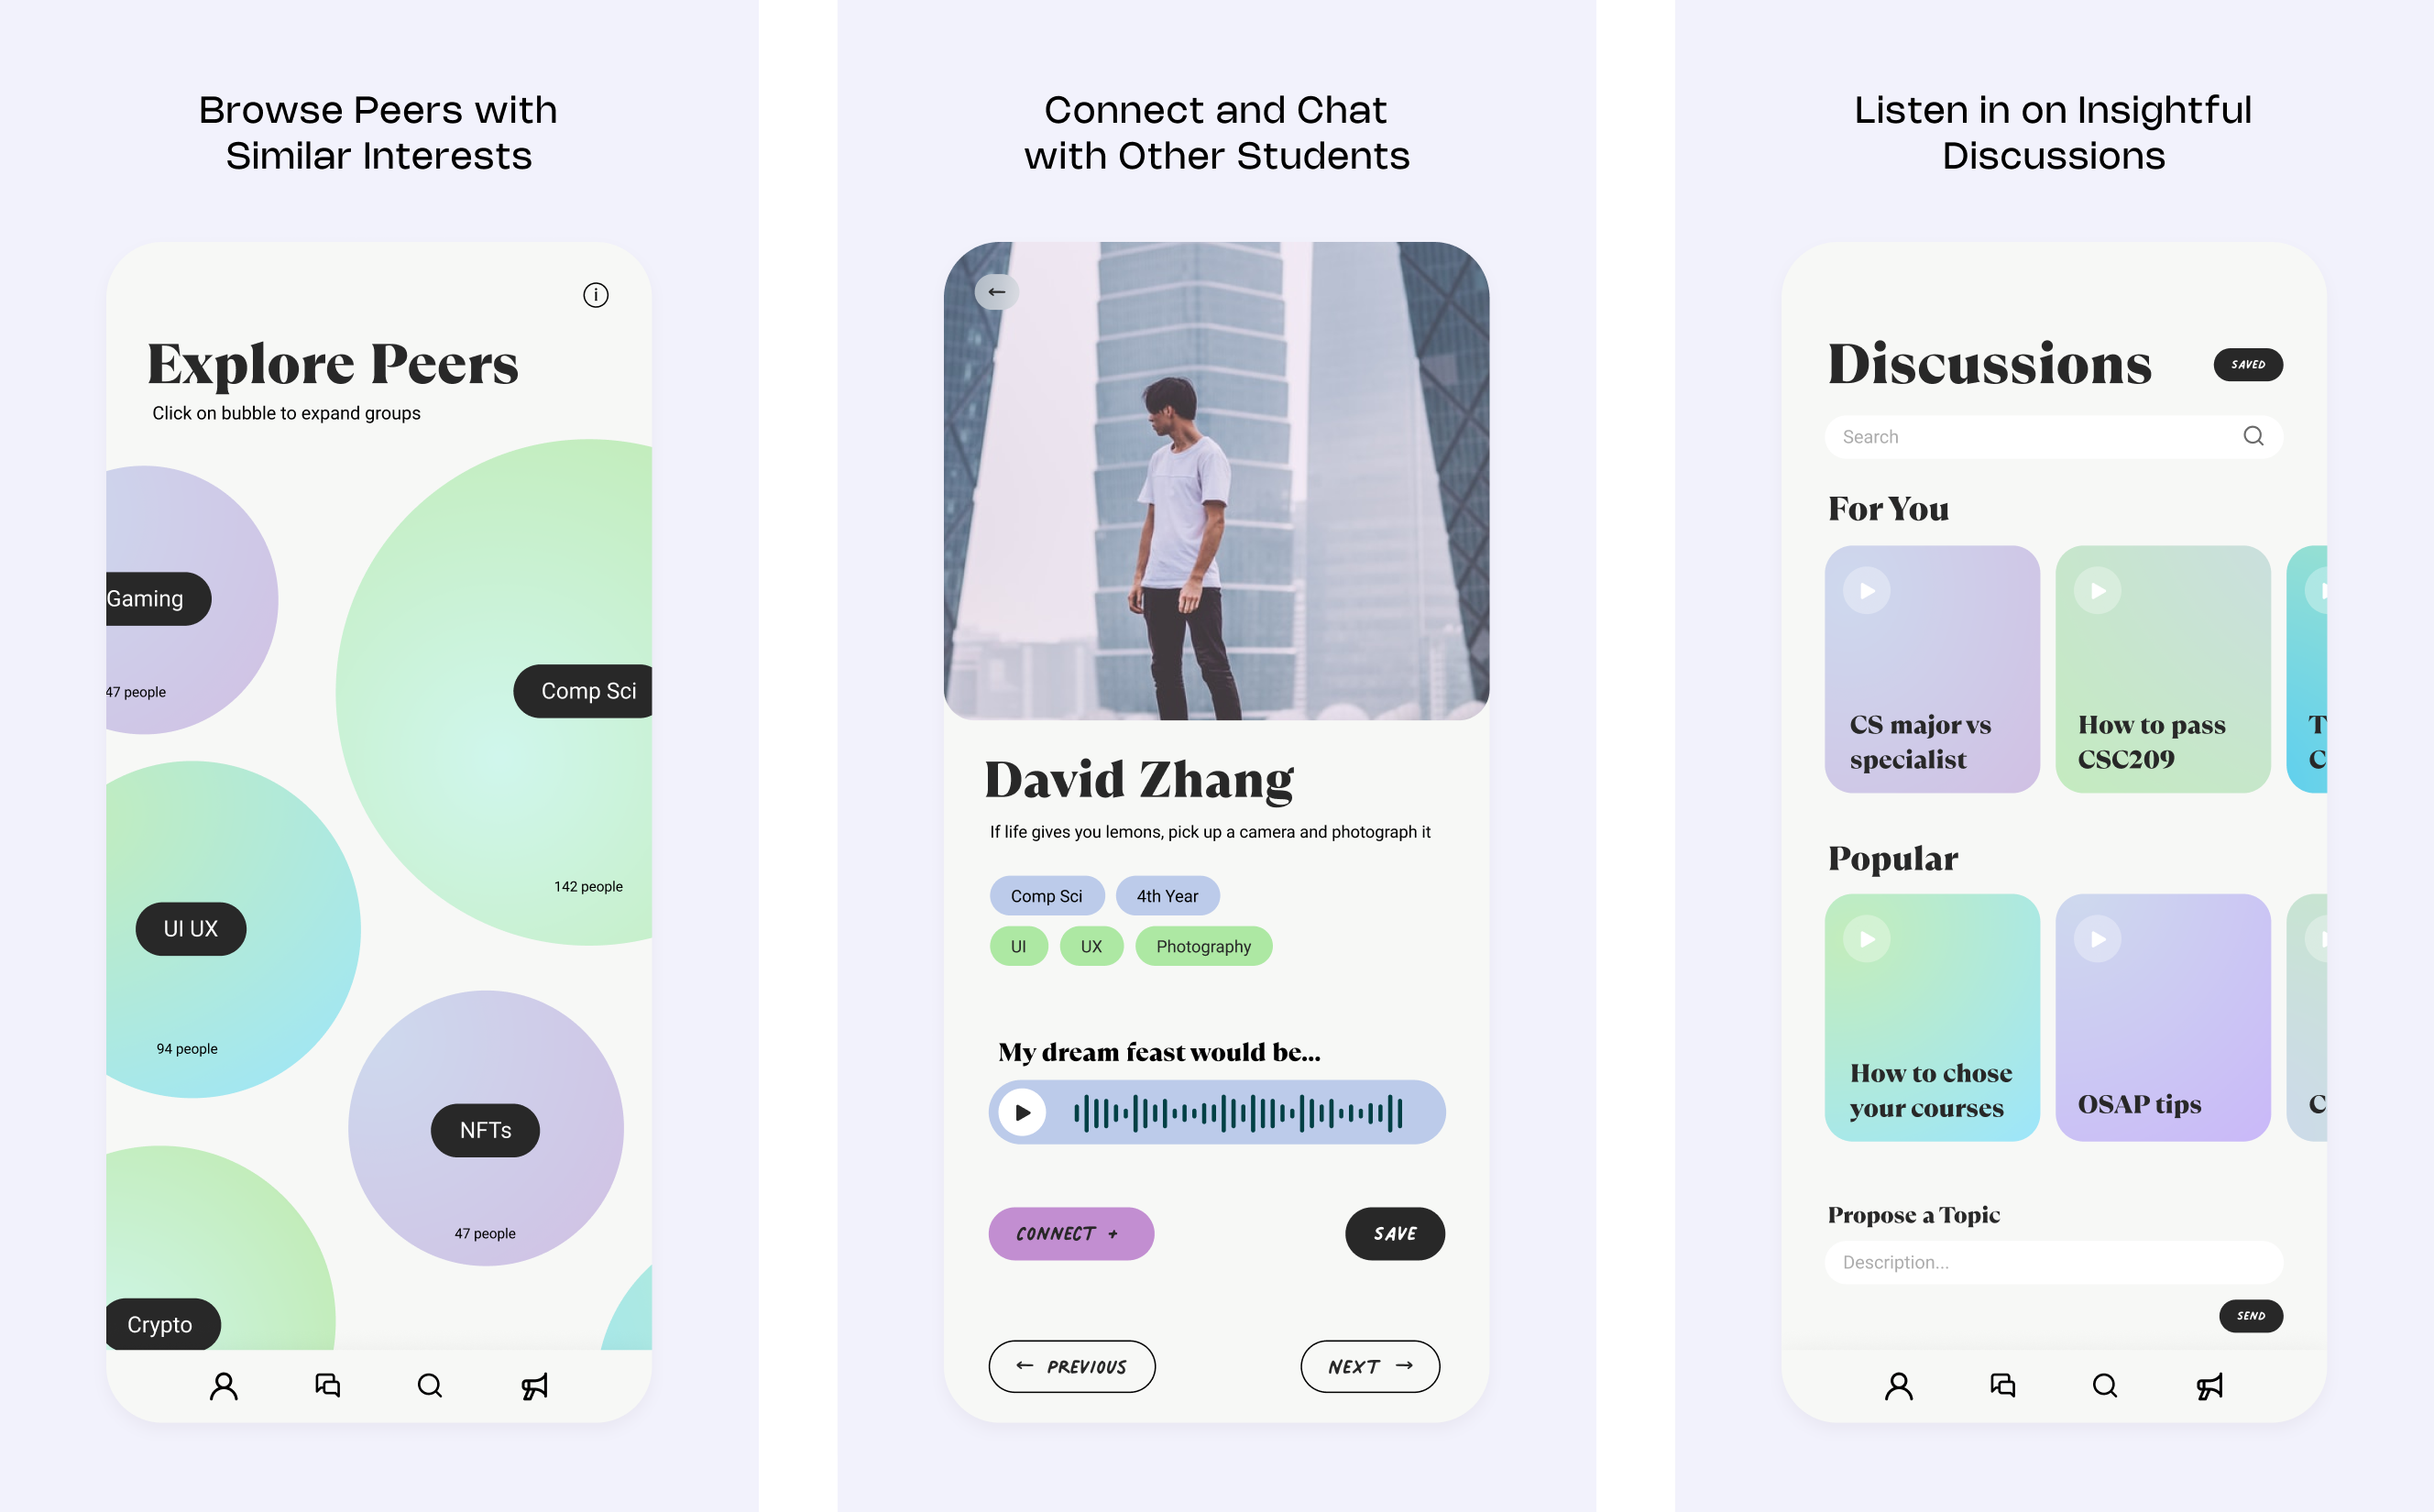 Browse Peers with
Similar Interests
Explore Peers
Click on bubble to expand groups
Gaming
47 people
Comp Sci
142 people
UI UX
94 people
NFTs
47 people
Crypto
Connect and Chat
with Other Students
David Zhang
If life gives you lemons, pick up a camera and photograph it
Comp Sci
4th Year
UI
UX
Photography
My dream feast would be...
CONNECT +
SAVE
← PREVIOUS
NEXT →
Listen in on Insightful
Discussions
Discussions
SAVED
Search
For You
CS major vs
specialist
How to pass
CSC209
T
C
Popular
How to chose
your courses
OSAP tips
C
Propose a Topic
Description...
SEND